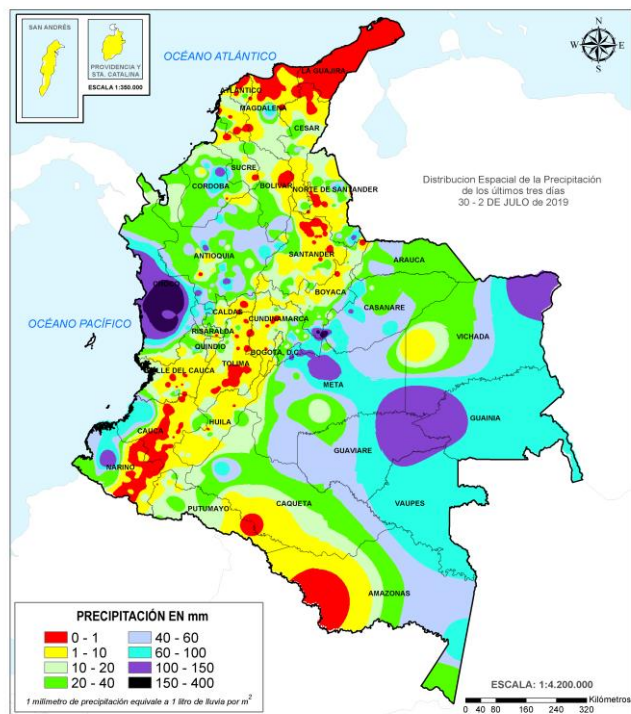 SAN ANDRÉS
PROVIDENCIA Y
STA. CATALINA
ESCALA 1:350.000
OCÉANO ATLÁNTICO
N
W E
S
LA GUAJIRA
ATLANTICO
MAGDALENA
CESAR
SUCRE
CORDOBA
BOLIVAR
NORTE DE SANTANDER
Distribucion Espacial de la Precipitación
de los últimos tres días
30 - 2 DE JULO de 2019
ANTIOQUIA
SANTANDER
ARAUCA
CHOCO
BOYACA
CASANARE
OCÉANO PACÍFICO
CALDAS
CUNDINAMARCA
RISARALDA
VICHADA
QUINDIO
BOGOTA, D.C.
TOLIMA
VALLE DEL CAUCA
META
GUAINIA
CAUCA
HUILA
GUAVIARE
NARIÑO
VAUPES
CAQUETA
PUTUMAYO
AMAZONAS
PRECIPITACIÓN EN mm
0 - 1 40 - 60
1 - 10 60 - 100
10 - 20 100 - 150
20 - 40 150 - 400
1 milimetro de precipitación equivale a 1 litro de lluvia por m2
ESCALA: 1:4.200.000
Kilómetros
0 40 80 160 240 320